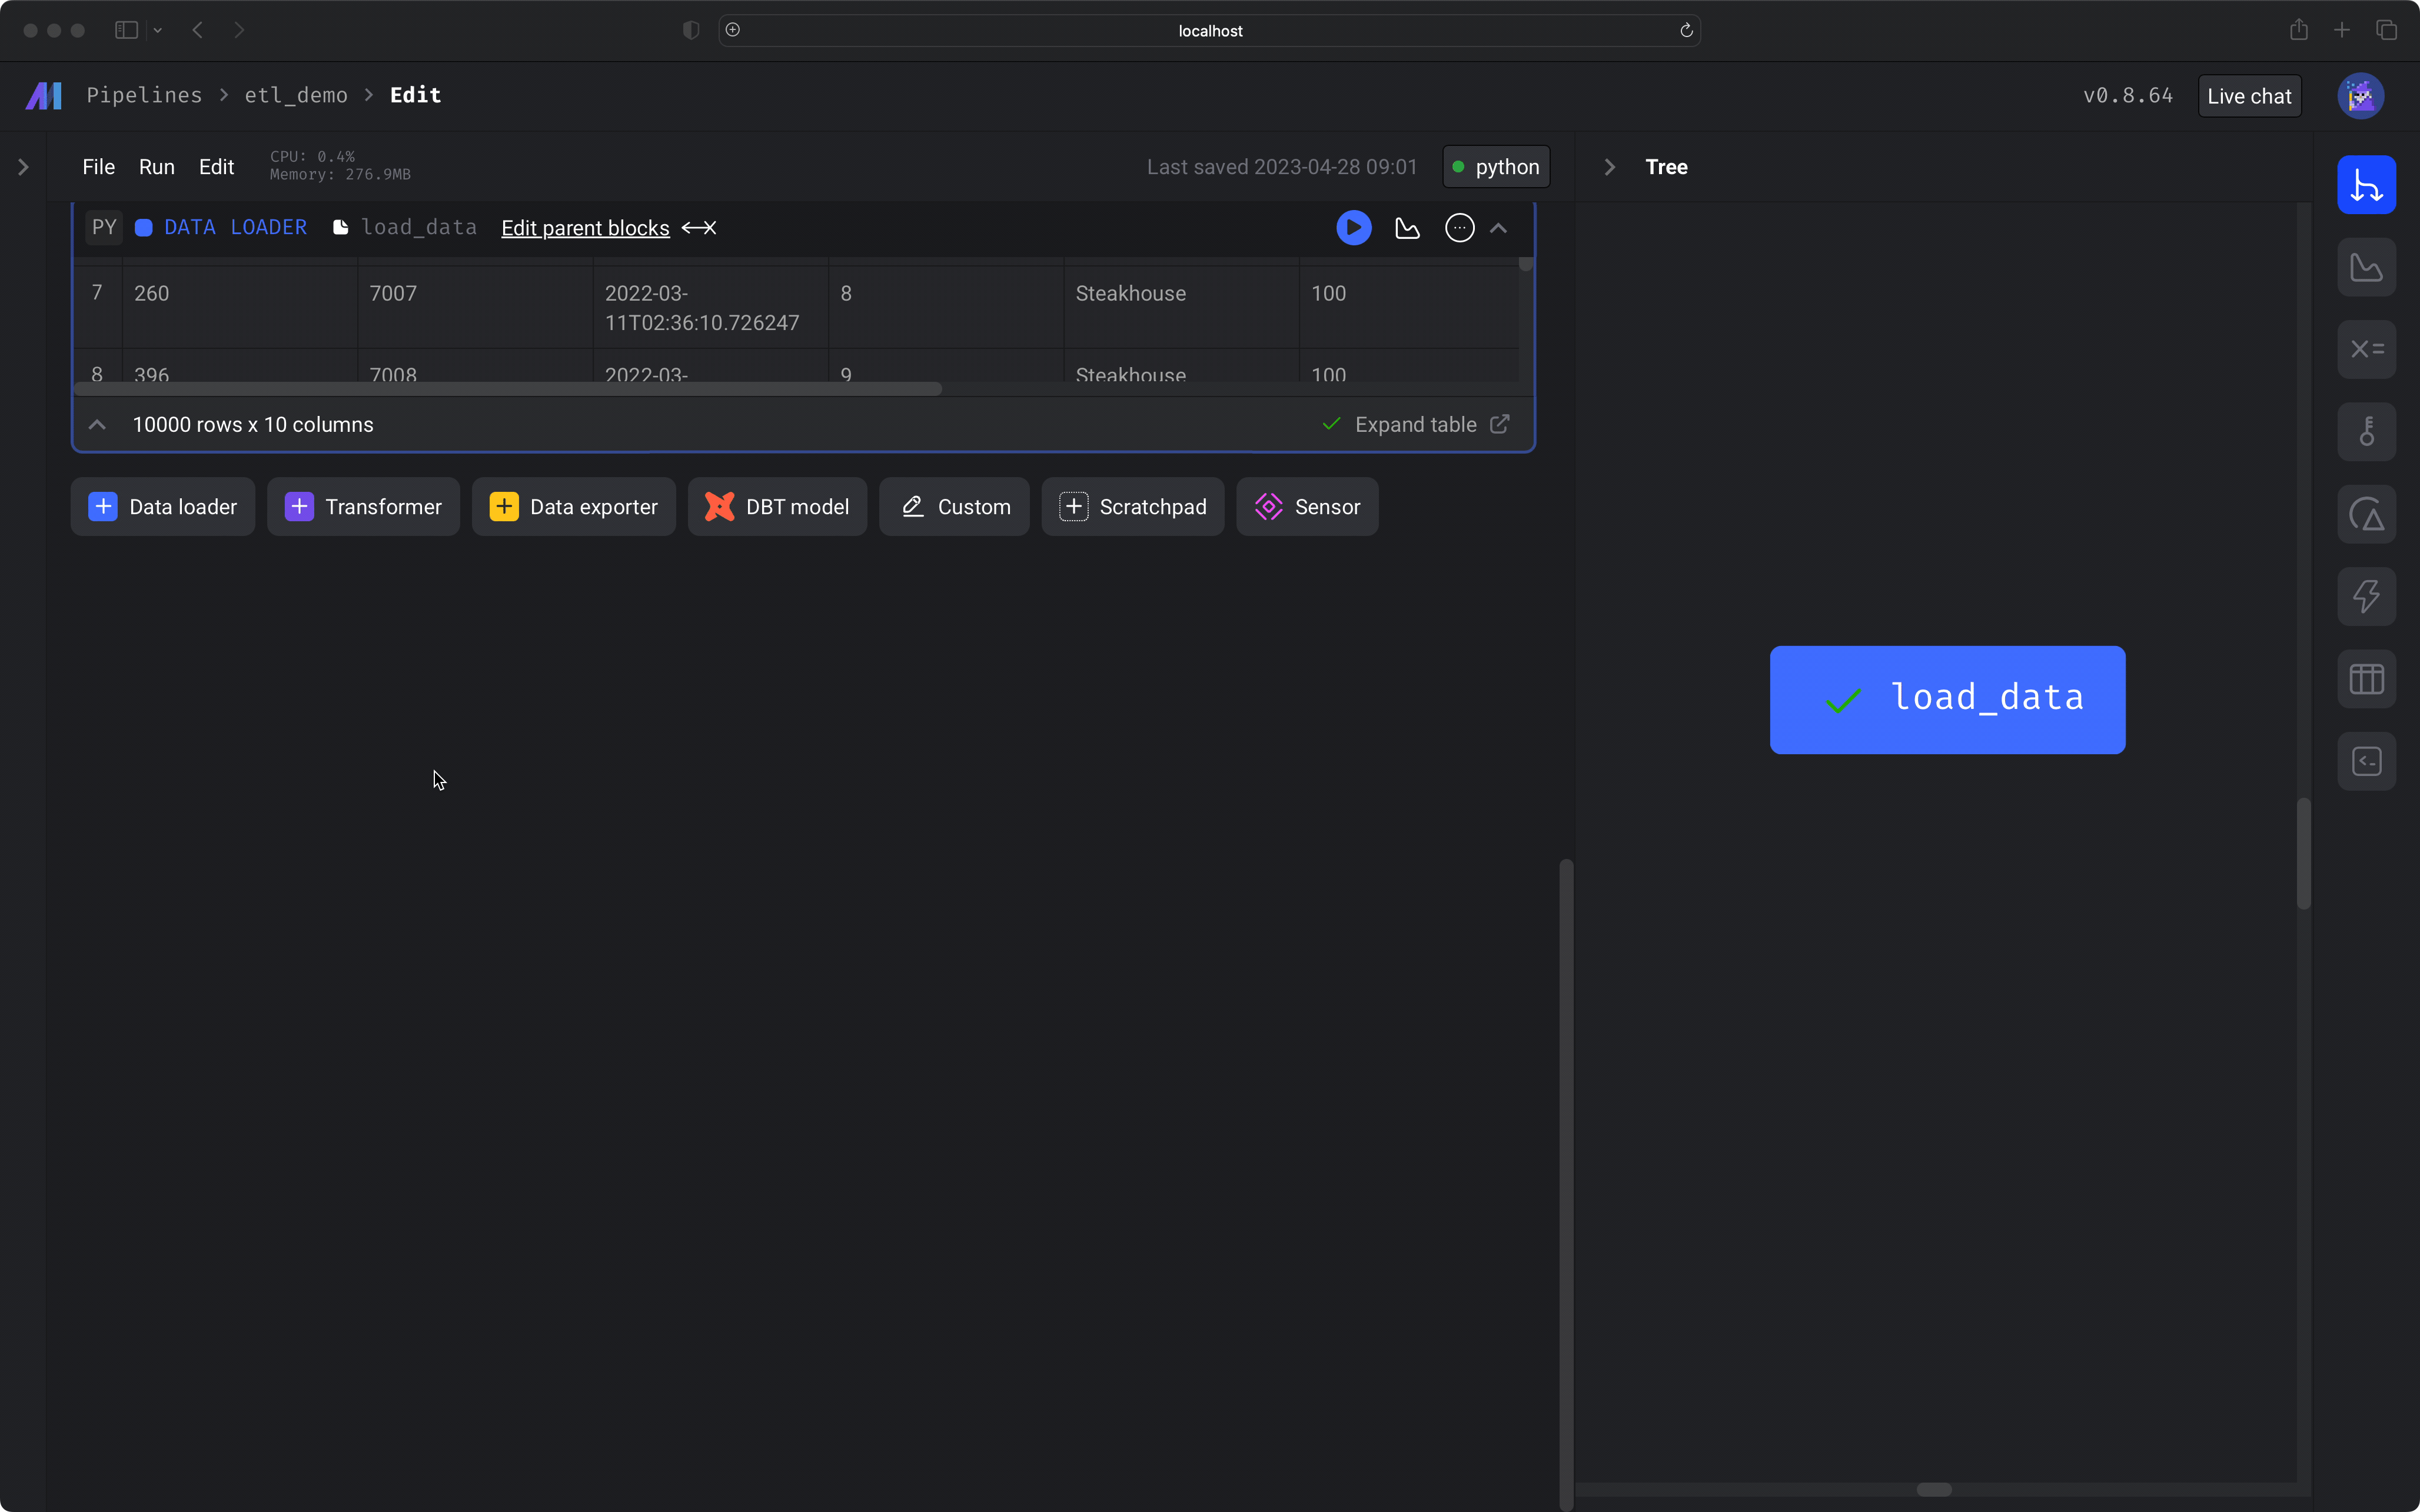 localhost
Pipelines > etl_demo > Edit
v0.8.64
Live chat
File Run Edit
CPU: 0.4%
Memory: 276.9MB
Last saved 2023-04-28 09:01
python
Tree
PY DATA LOADER load_data Edit parent blocks
7 260 7007 2022-03-11T02:36:10.726247 8 Steakhouse 100
8 396 7008 2022-03- 9 Steakhouse 100
10000 rows x 10 columns
Expand table
Data loader Transformer Data exporter DBT model Custom Scratchpad Sensor
load_data